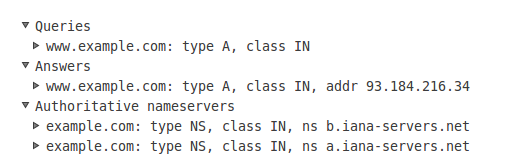 Queries
www.example.com: type A, class IN
Answers
www.example.com: type A, class IN, addr 93.184.216.34
Authoritative nameservers
example.com: type NS, class IN, ns b.iana-servers.net
example.com: type NS, class IN, ns a.iana-servers.net